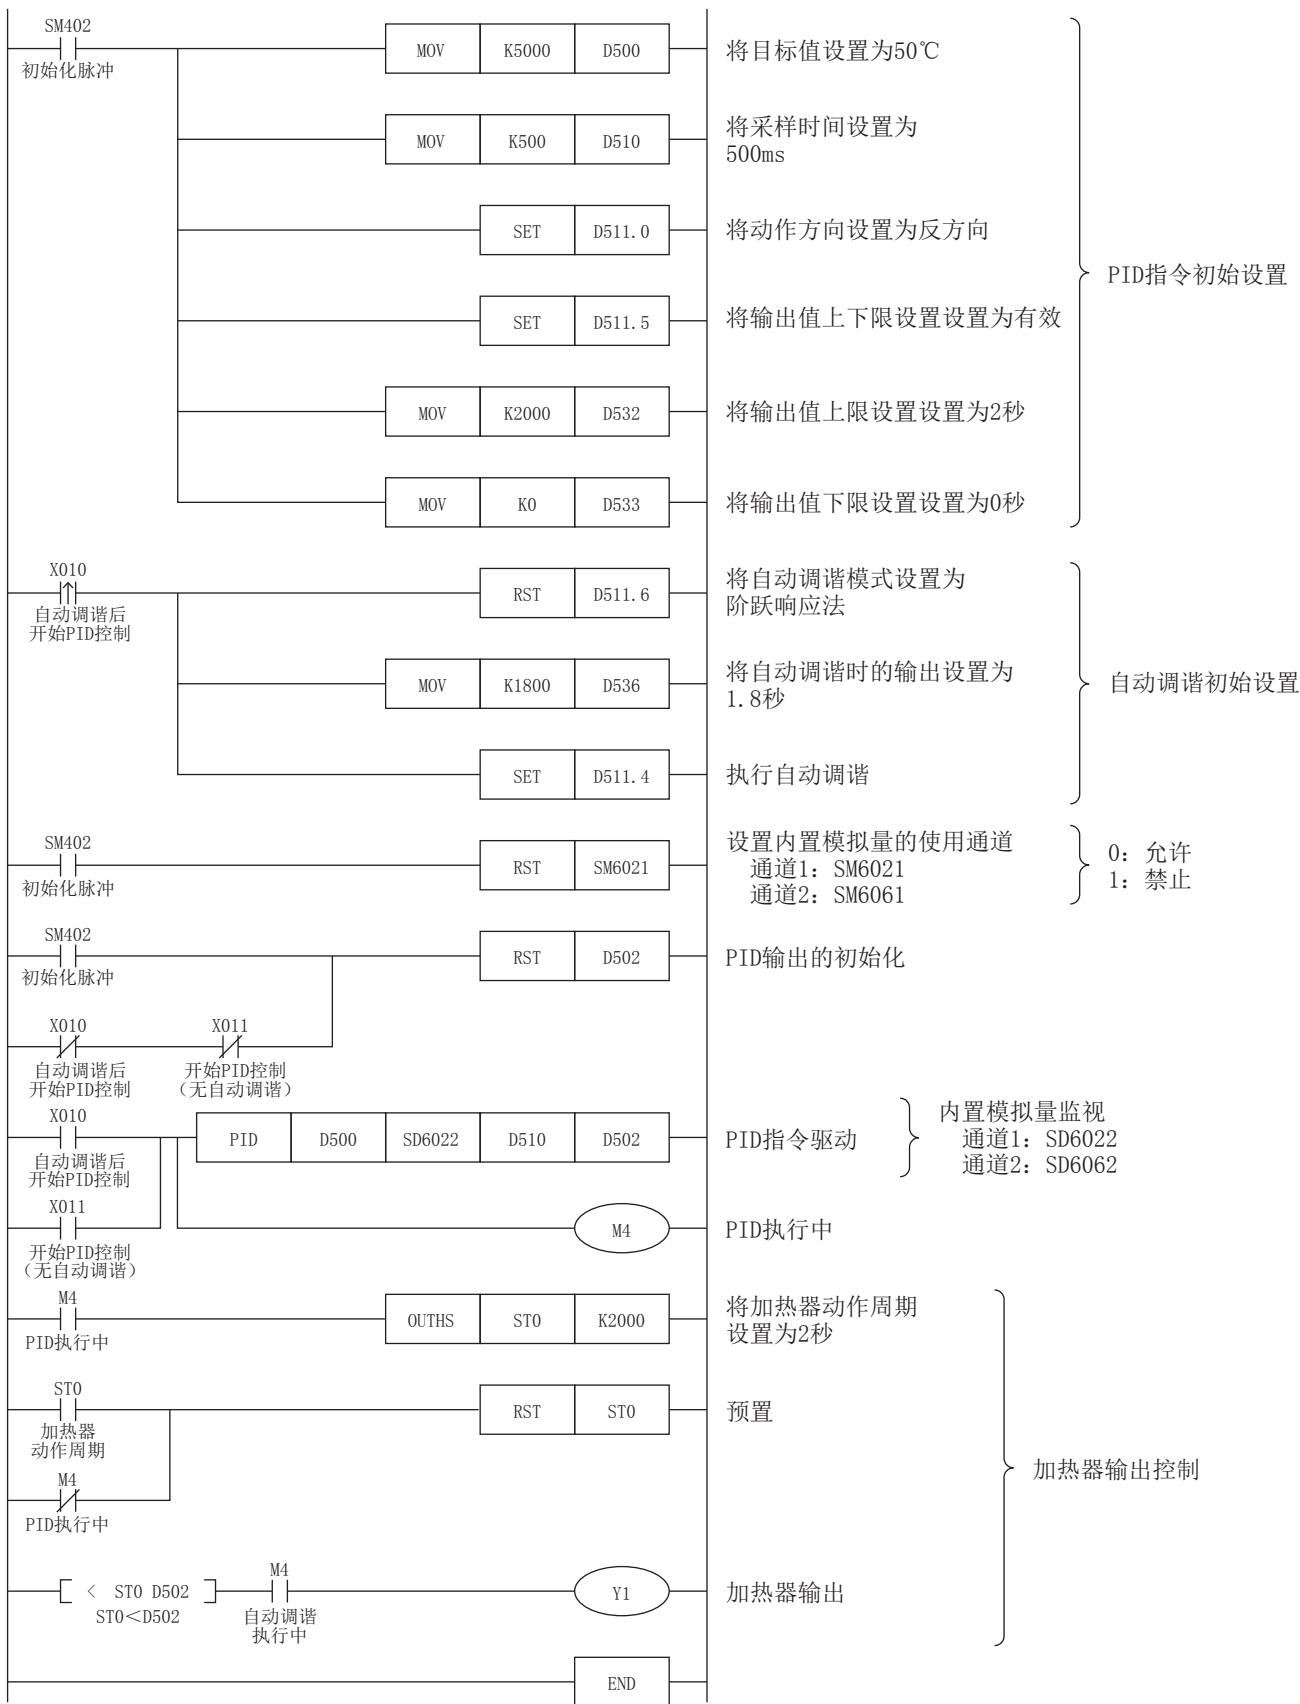 SM402
初始化脉冲
MOV K5000 D500
将目标值设置为50℃
MOV K500 D510
将采样时间设置为
500ms
SET D511.0
将动作方向设置为反方向
PID指令初始设置
SET D511.5
将输出值上下限设置设置为有效
MOV K2000 D532
将输出值上限设置设置为2秒
MOV K0 D533
将输出值下限设置设置为0秒
X010
自动调谐后
开始PID控制
RST D511.6
将自动调谐模式设置为
阶跃响应法
MOV K1800 D536
将自动调谐时的输出设置为
1.8秒
自动调谐初始设置
SET D511.4
执行自动调谐
SM402
初始化脉冲
RST SM6021
设置内置模拟量的使用通道
通道1：SM6021
通道2：SM6061
0：允许
1：禁止
SM402
初始化脉冲
RST D502
PID输出的初始化
X010
自动调谐后
开始PID控制
X011
开始PID控制
（无自动调谐）
X010
自动调谐后
开始PID控制
PID D500 SD6022 D510 D502
PID指令驱动
内置模拟量监视
通道1：SD6022
通道2：SD6062
X011
开始PID控制
（无自动调谐）
M4
PID执行中
M4
PID执行中
OUTHS ST0 K2000
将加热器动作周期
设置为2秒
ST0
加热器
动作周期
RST ST0
预置
加热器输出控制
M4
PID执行中
< ST0 D502
ST0＜D502
M4
自动调谐
执行中
Y1
加热器输出
END